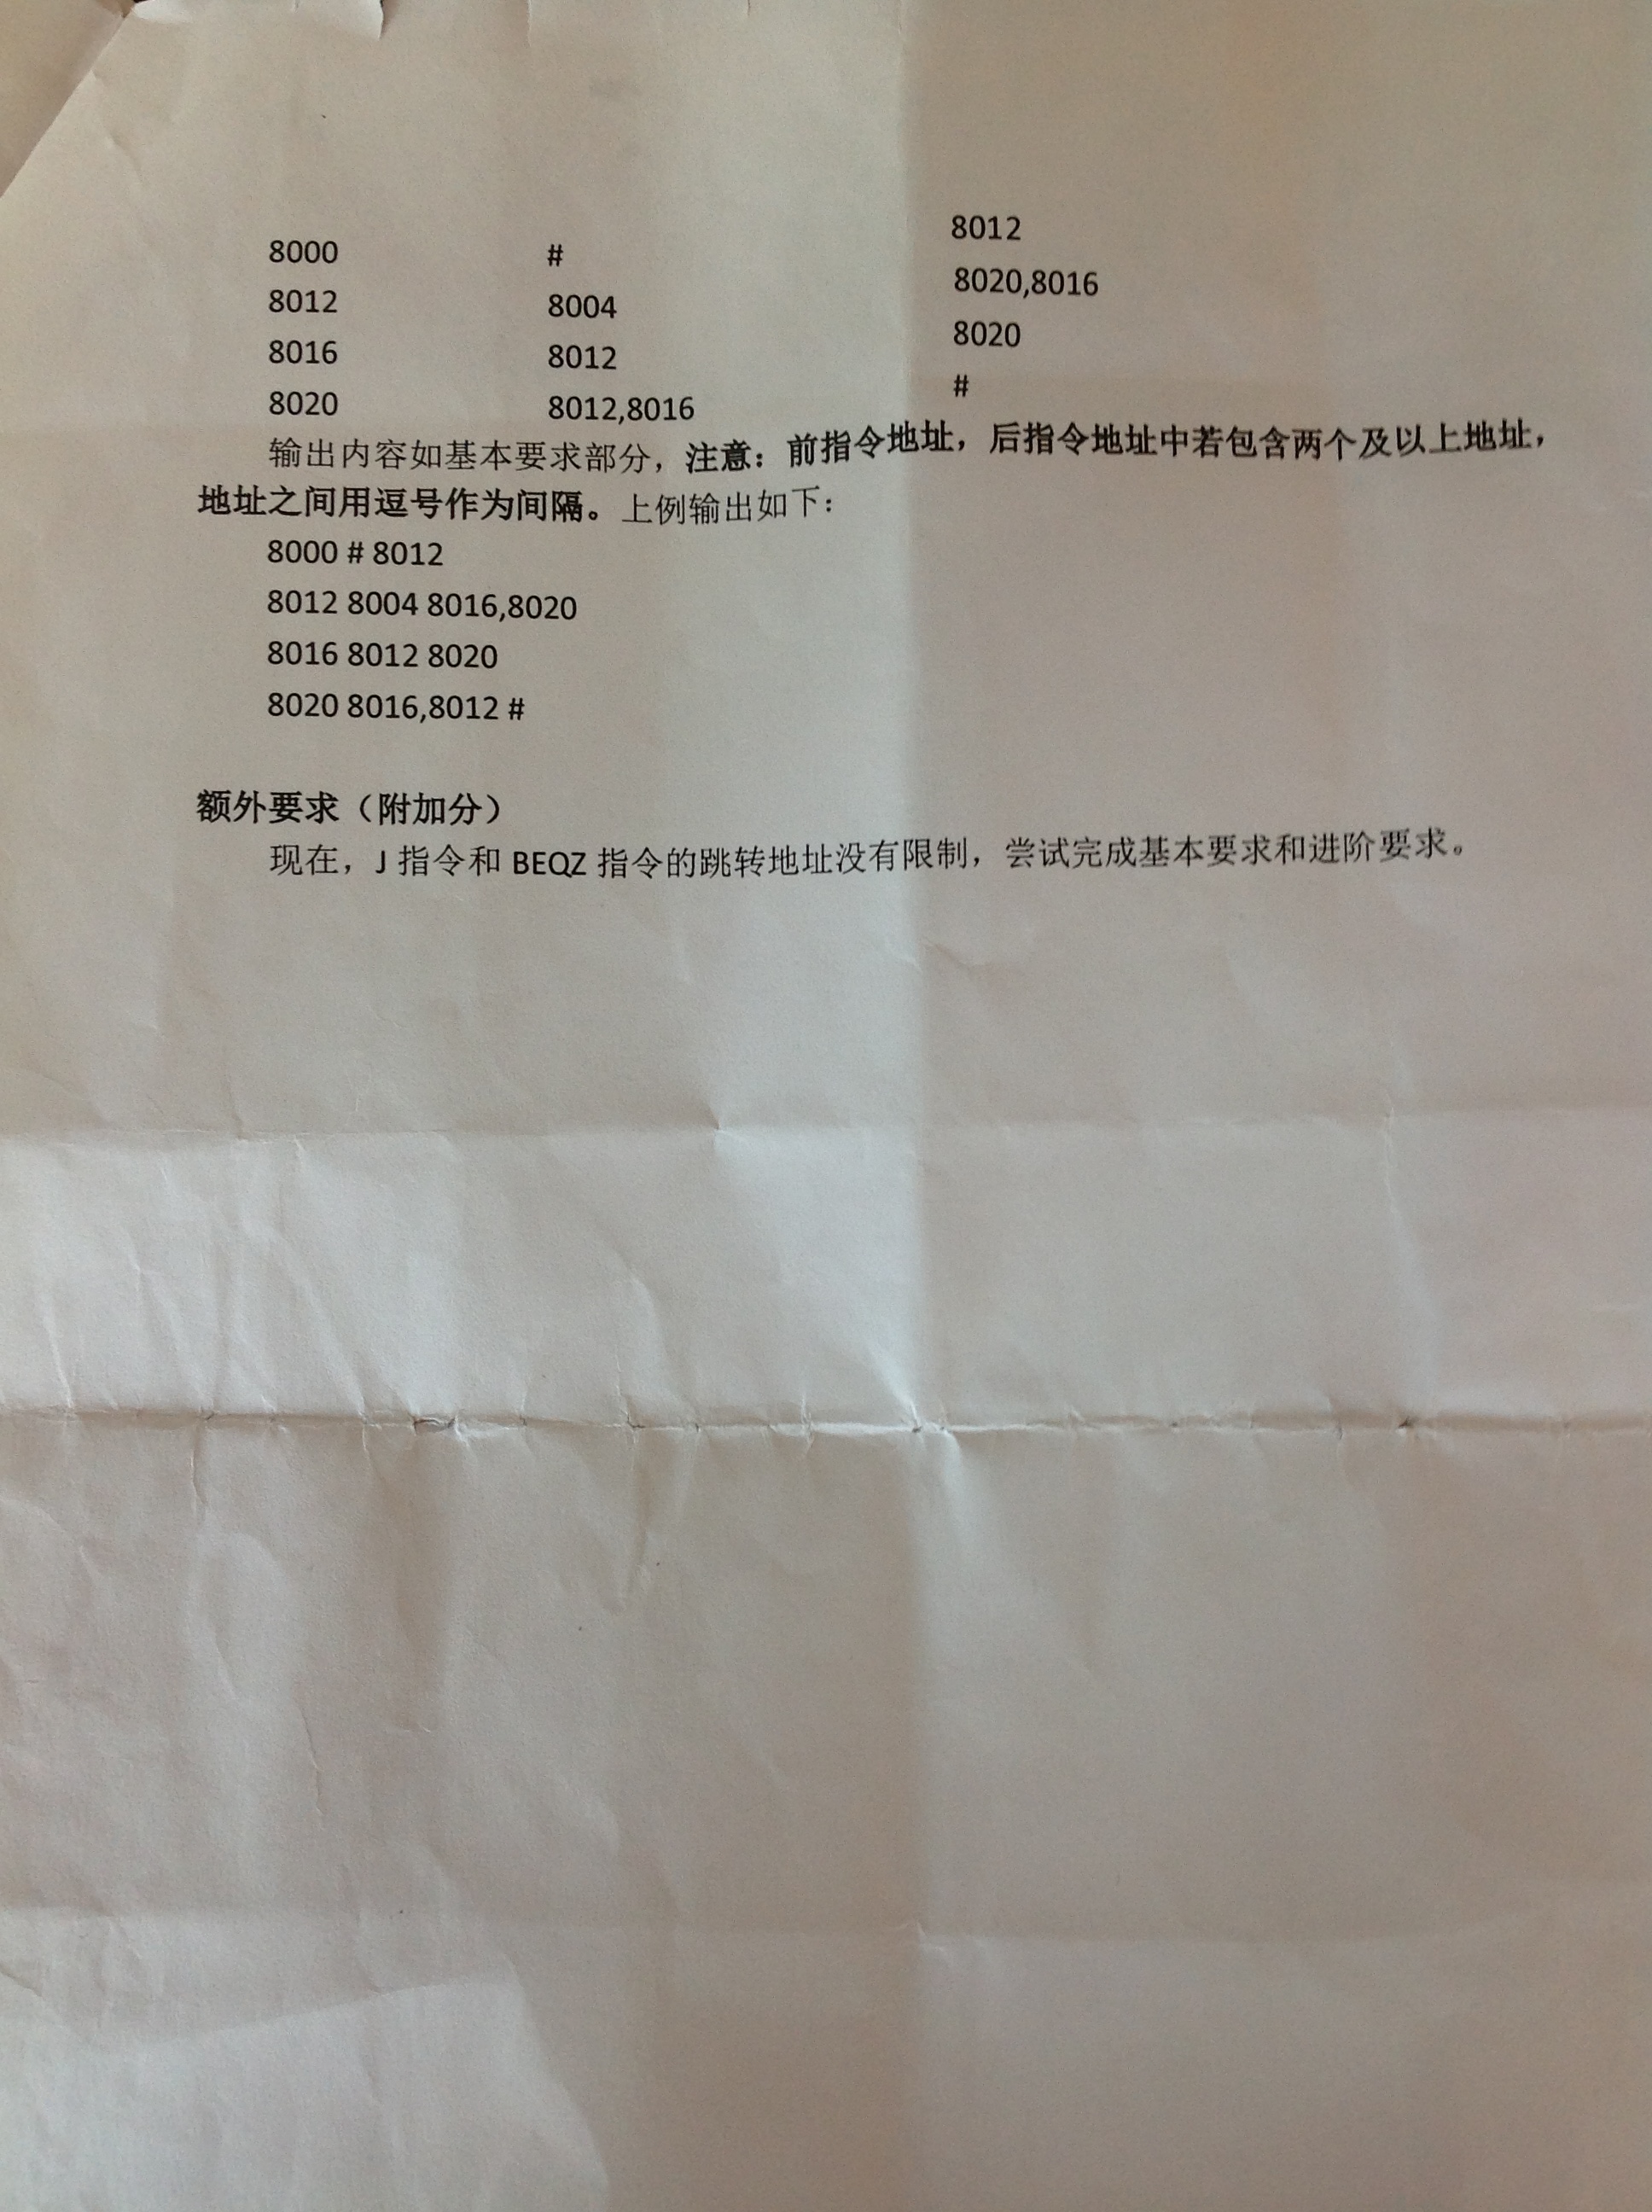 8000 # 8012
8012 8004 8020,8016
8016 8012 8020
8020 8012,8016 #
输出内容如基本要求部分，注意：前指令地址，后指令地址中若包含两个及以上地址，
地址之间用逗号作为间隔。上例输出如下：
8000 # 8012
8012 8004 8016,8020
8016 8012 8020
8020 8016,8012 #
额外要求（附加分）
现在，J 指令和 BEQZ 指令的跳转地址没有限制，尝试完成基本要求和进阶要求。